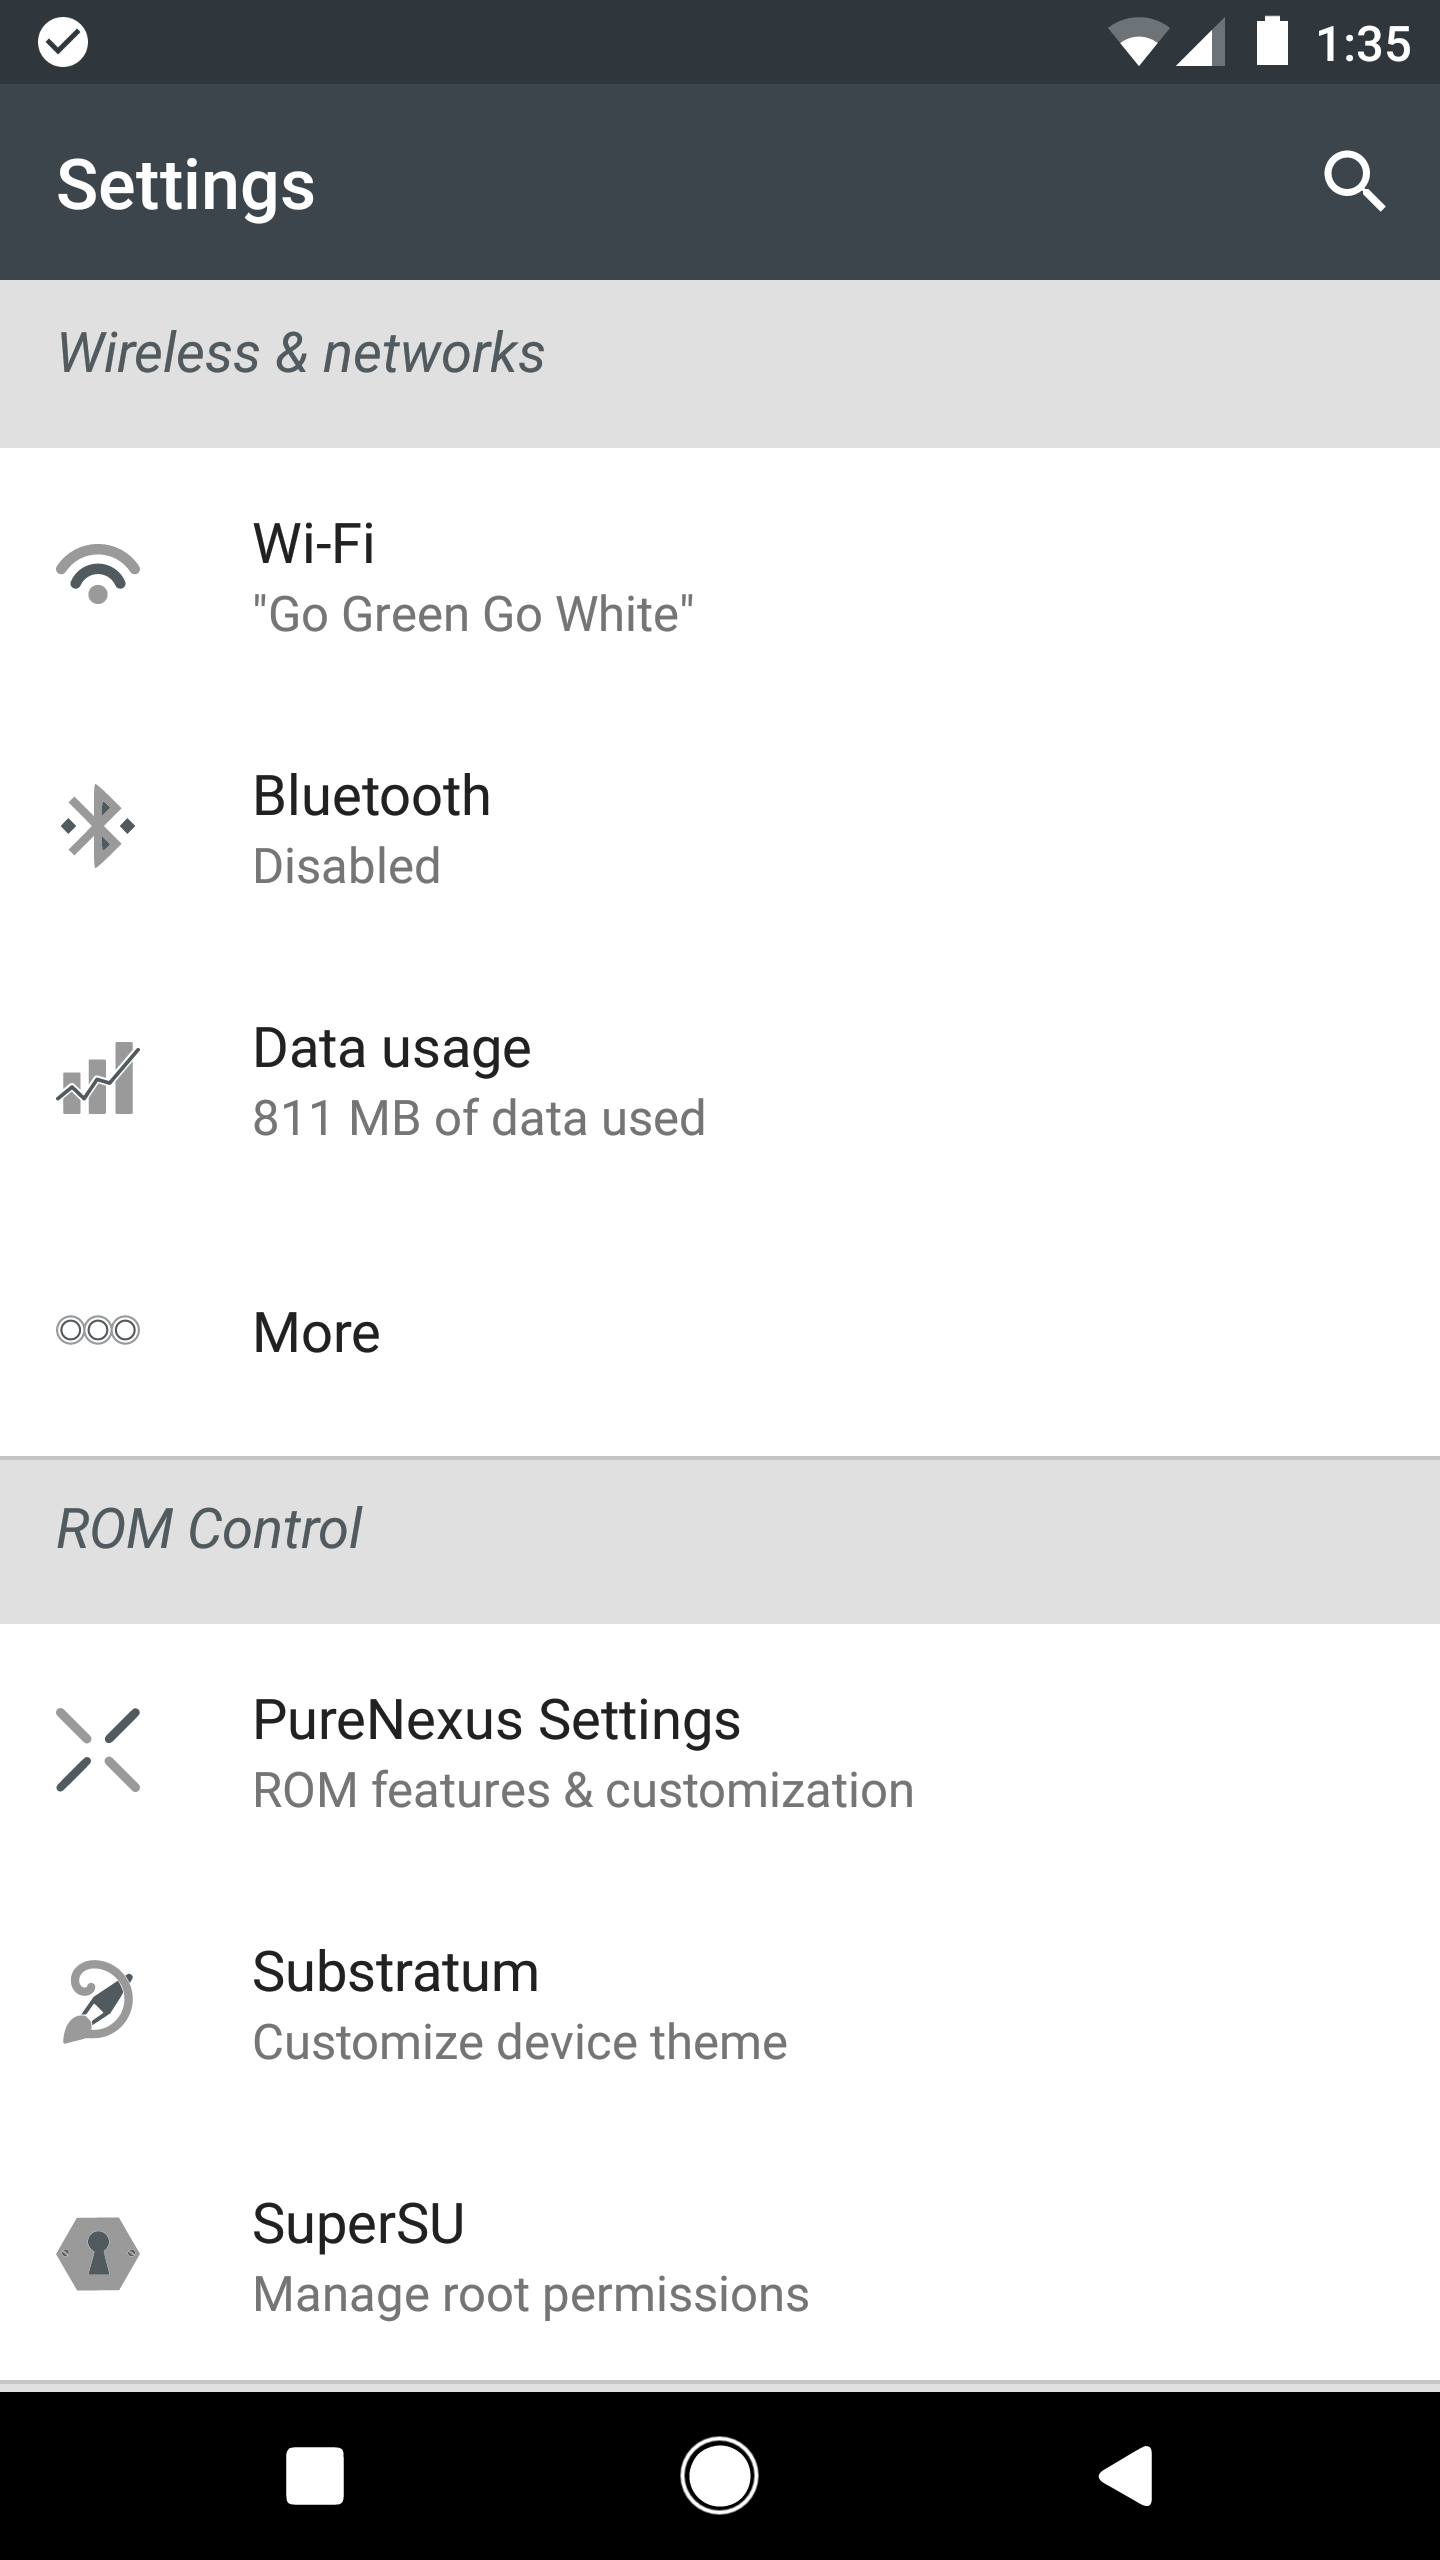 1:35
Settings
Wireless & networks
Wi-Fi
"Go Green Go White"
Bluetooth
Disabled
Data usage
811 MB of data used
More
ROM Control
PureNexus Settings
ROM features & customization
Substratum
Customize device theme
SuperSU
Manage root permissions